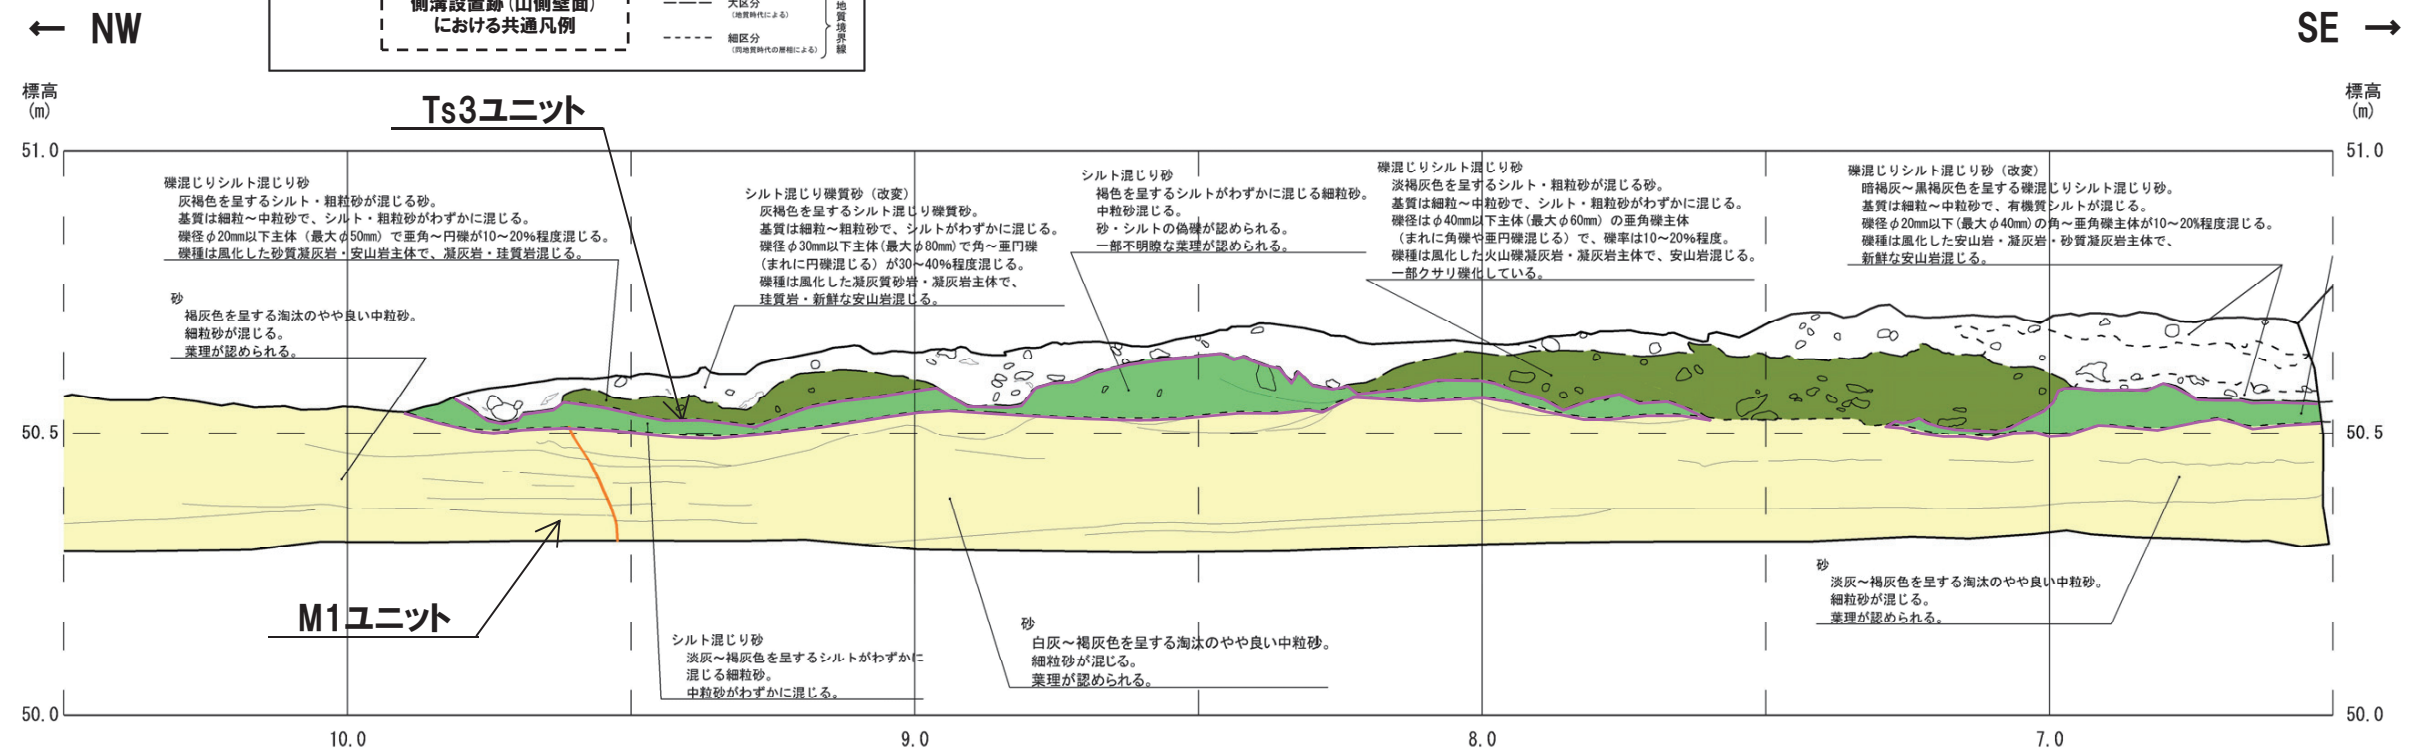 側溝設置跡(山側壁面)
における共通凡例
大区分
(地質時代による)
細区分
(同地質時代の層相による)
地質境界線
← NW
SE →
標高
(m)
標高
(m)
Ts3ユニット
51.0
51.0
礫混じりシルト混じり砂
灰褐色を呈するシルト・粗粒砂が混じる砂。
基質は細粒～中粒砂で、シルト・粗粒砂がわずかに混じる。
礫径φ20mm以下主体(最大φ50mm)で亜角～円礫が10～20%程度混じる。
礫種は風化した砂質凝灰岩・安山岩主体で、凝灰岩・珪質岩混じる。
シルト混じり礫質砂(改変)
灰褐色を呈するシルト混じり礫質砂。
基質は細粒～粗粒砂で、シルトがわずかに混じる。
礫径φ30mm以下主体(最大φ80mm)で角～亜円礫
(まれに円礫混じる)が30～40%程度混じる。
礫種は風化した凝灰質砂岩・凝灰岩主体で、
珪質岩・新鮮な安山岩混じる。
シルト混じり砂
褐色を呈するシルトがわずかに混じる細粒砂。
中粒砂混じる。
砂・シルトの偽礫が認められる。
一部不明瞭な葉理が認められる。
礫混じりシルト混じり砂
淡褐灰色を呈するシルト・粗粒砂が混じる砂。
基質は細粒～中粒砂で、シルト・粗粒砂がわずかに混じる。
礫径はφ40mm以下主体(最大φ60mm)の亜角礫主体
(まれに角礫や亜円礫混じる)で、礫率は10～20%程度。
礫種は風化した火山礫凝灰岩・凝灰岩主体で、安山岩混じる。
一部クサリ礫化している。
礫混じりシルト混じり砂(改変)
暗褐灰～黒褐灰色を呈する礫混じりシルト混じり砂。
基質は細粒～中粒砂で、有機質シルトが混じる。
礫径φ20mm以下(最大φ40mm)の角～亜角礫主体が10～20%程度混じる。
礫種は風化した安山岩・凝灰岩・砂質凝灰岩主体で、
新鮮な安山岩混じる。
砂
褐灰色を呈する淘汰のやや良い中粒砂。
細粒砂が混じる。
葉理が認められる。
50.5
50.5
M1ユニット
シルト混じり砂
淡灰～褐灰色を呈するシルトがわずかに
混じる細粒砂。
中粒砂がわずかに混じる。
砂
白灰～褐灰色を呈する淘汰のやや良い中粒砂。
細粒砂が混じる。
葉理が認められる。
砂
淡灰～褐灰色を呈する淘汰のやや良い中粒砂。
細粒砂が混じる。
葉理が認められる。
50.0
50.0
10.0
9.0
8.0
7.0